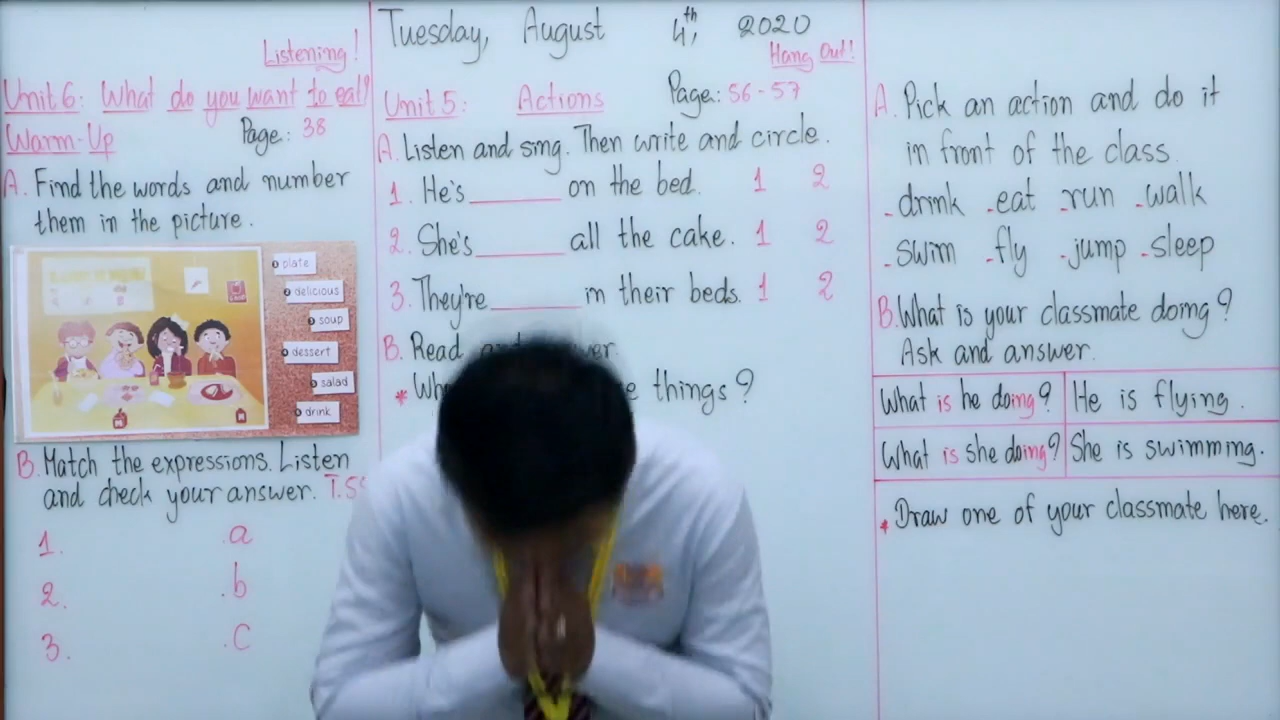 Listening!
Unit 6: What do you want to eat?
Warm-Up
Page: 38
A. Find the words and number
them in the picture.
plate
delicious
soup
dessert
salad
drink
B. Match the expressions. Listen
and check your answer.
1. .a
2. .b
3. .c
Tuesday, August 4th, 2020
Hang Out!
Unit 5: Actions Page: 56-57
A. Listen and sing. Then write and circle.
1. He's ______ on the bed. 1 2
2. She's ______ all the cake. 1 2
3. They're ______ in their beds. 1 2
B. Read
* things?
A. Pick an action and do it
in front of the class.
- drink - eat - run - walk
- swim - fly - jump - sleep
B. What is your classmate doing?
Ask and answer.
What is he doing? He is flying.
What is she doing? She is swimming.
* Draw one of your classmate here.